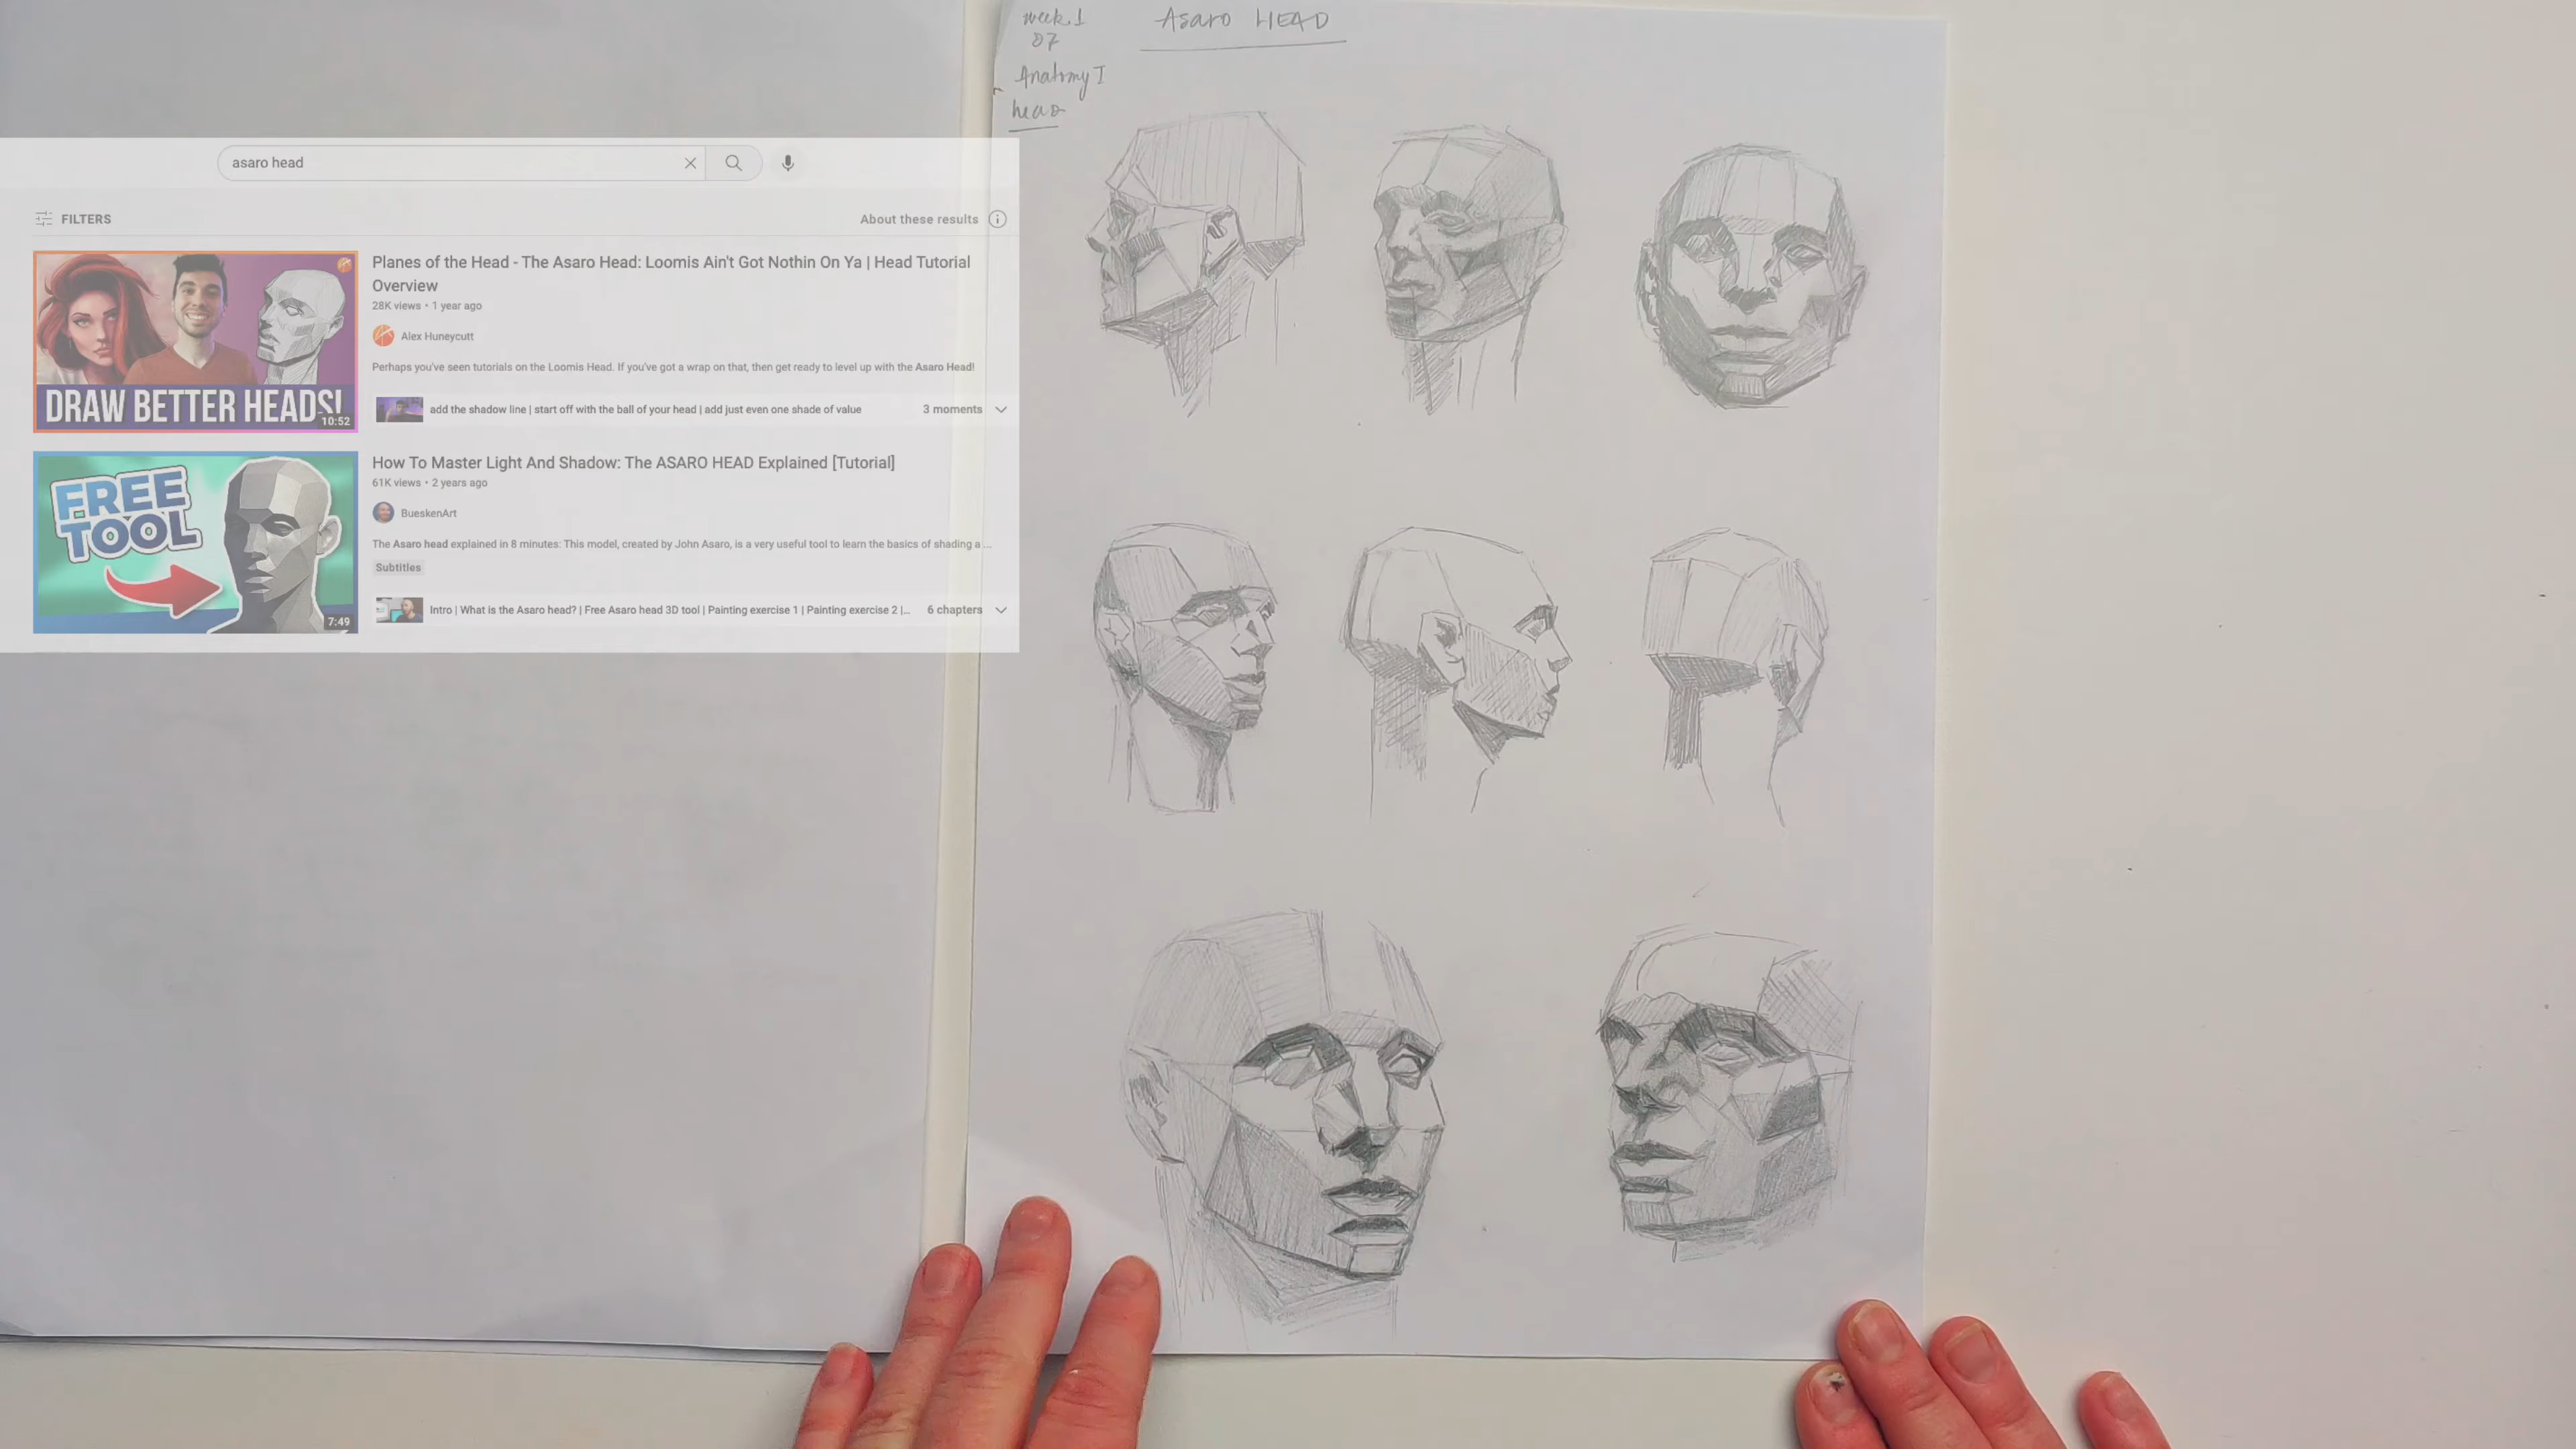 week 1
07
Anatomy I
head
Asaro HEAD
asaro head
FILTERS
About these results
DRAW BETTER HEADS!
10:52
Planes of the Head - The Asaro Head: Loomis Ain't Got Nothin On Ya | Head Tutorial
Overview
28K views • 1 year ago
Alex Huneycutt
Perhaps you've seen tutorials on the Loomis Head. If you've got a wrap on that, then get ready to level up with the Asaro Head!
add the shadow line | start off with the ball of your head | add just even one shade of value
3 moments
FREE
TOOL
7:49
How To Master Light And Shadow: The ASARO HEAD Explained [Tutorial]
61K views • 2 years ago
BueskenArt
The Asaro head explained in 8 minutes: This model, created by John Asaro, is a very useful tool to learn the basics of shading a ...
Subtitles
Intro | What is the Asaro head? | Free Asaro head 3D tool | Painting exercise 1 | Painting exercise 2 |...
6 chapters